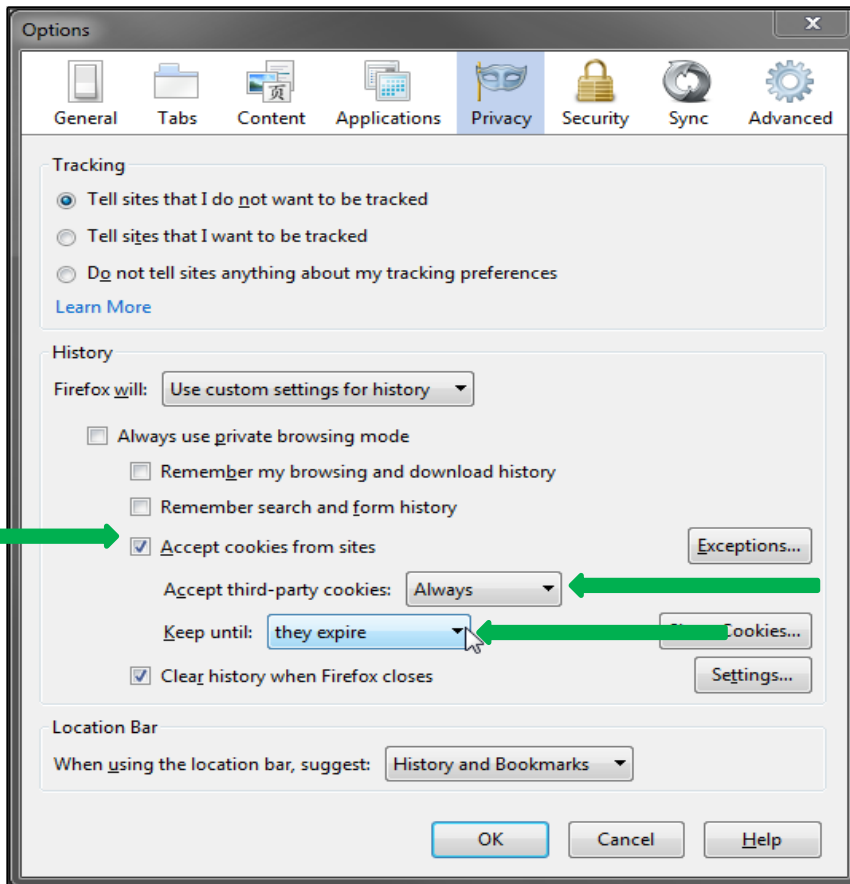 Options
General Tabs Content Applications Privacy Security Sync Advanced
页
Tracking
Tell sites that I do not want to be tracked
Tell sites that I want to be tracked
Do not tell sites anything about my tracking preferences
Learn More
History
Firefox will: Use custom settings for history
Always use private browsing mode
Remember my browsing and download history
Remember search and form history
Accept cookies from sites Exceptions...
Accept third-party cookies: Always
Keep until: they expire Cookies...
Clear history when Firefox closes Settings...
Location Bar
When using the location bar, suggest: History and Bookmarks
OK Cancel Help